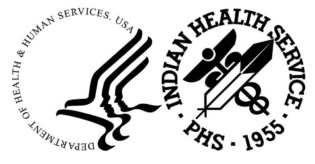 DEPARTMENT OF HEALTH & HUMAN SERVICES. USA
INDIAN HEALTH SERVICE
· PHS · 1955 ·